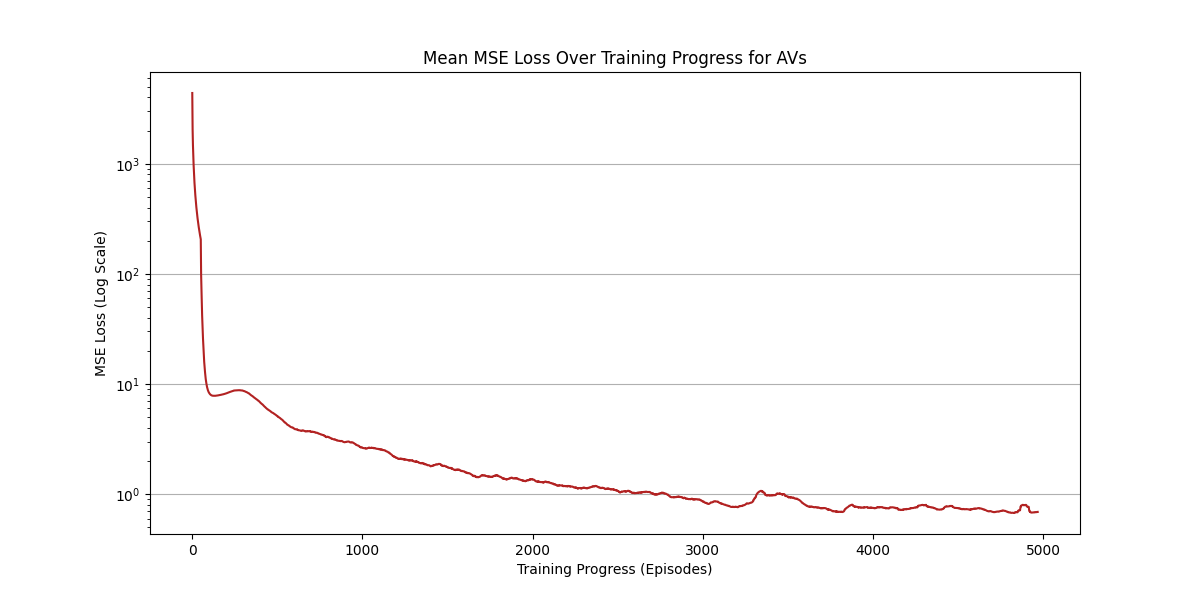 Mean MSE Loss Over Training Progress for AVs
MSE Loss (Log Scale)
10³
10²
10¹
10⁰
0 1000 2000 3000 4000 5000
Training Progress (Episodes)